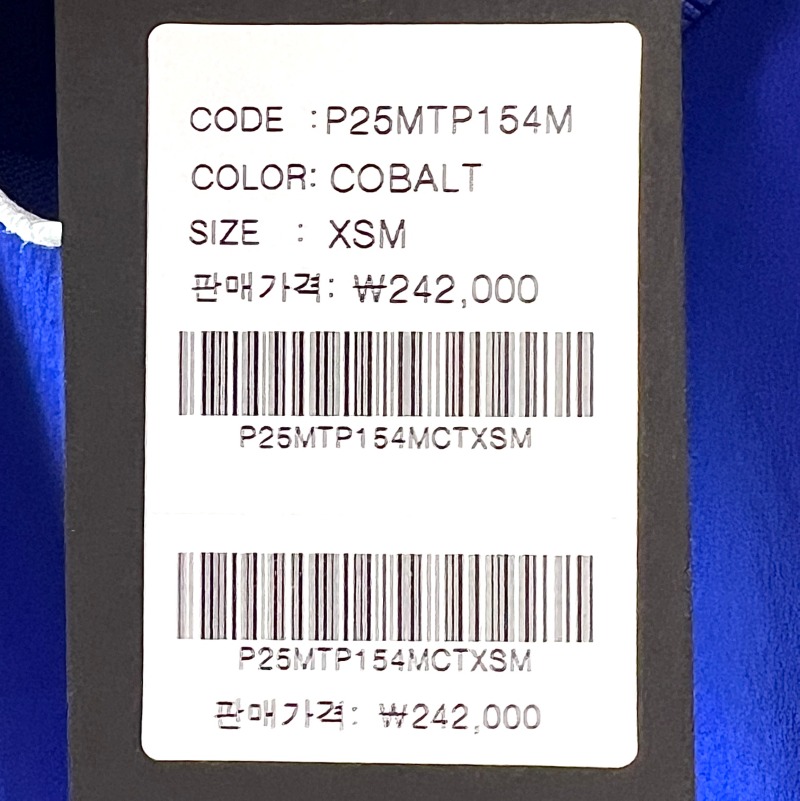 CODE :P25MTP154M
COLOR: COBALT
SIZE : XSM
판매가격: ₩242,000
P25MTP154MCTXSM
P25MTP154MCTXSM
판매가격: ₩242,000